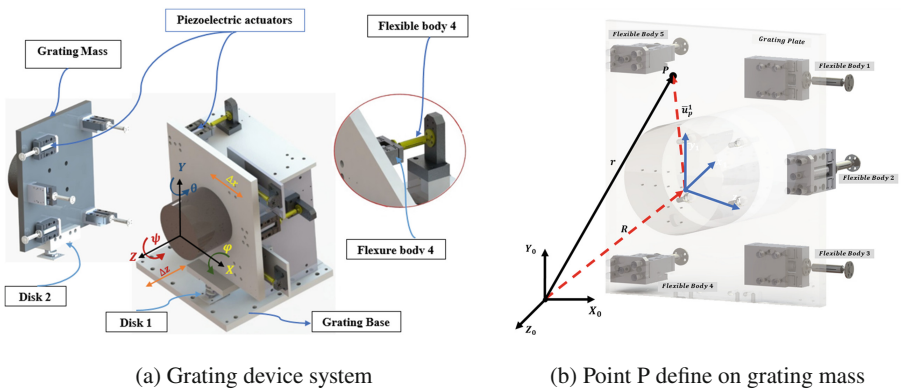 Piezoelectric actuators
Flexible body 4
Grating Mass
Y
θ
Δx
ψ
Z
φ
X
Δz
Flexure body 4
Disk 2
Disk 1
Grating Base
(a) Grating device system
Flexible Body 5
Grating Plate
P
Flexible Body 1
ū¹ₚ
r
Flexible Body 2
R
Y₀
Flexible Body 3
Flexible Body 4
X₀
Z₀
(b) Point P define on grating mass